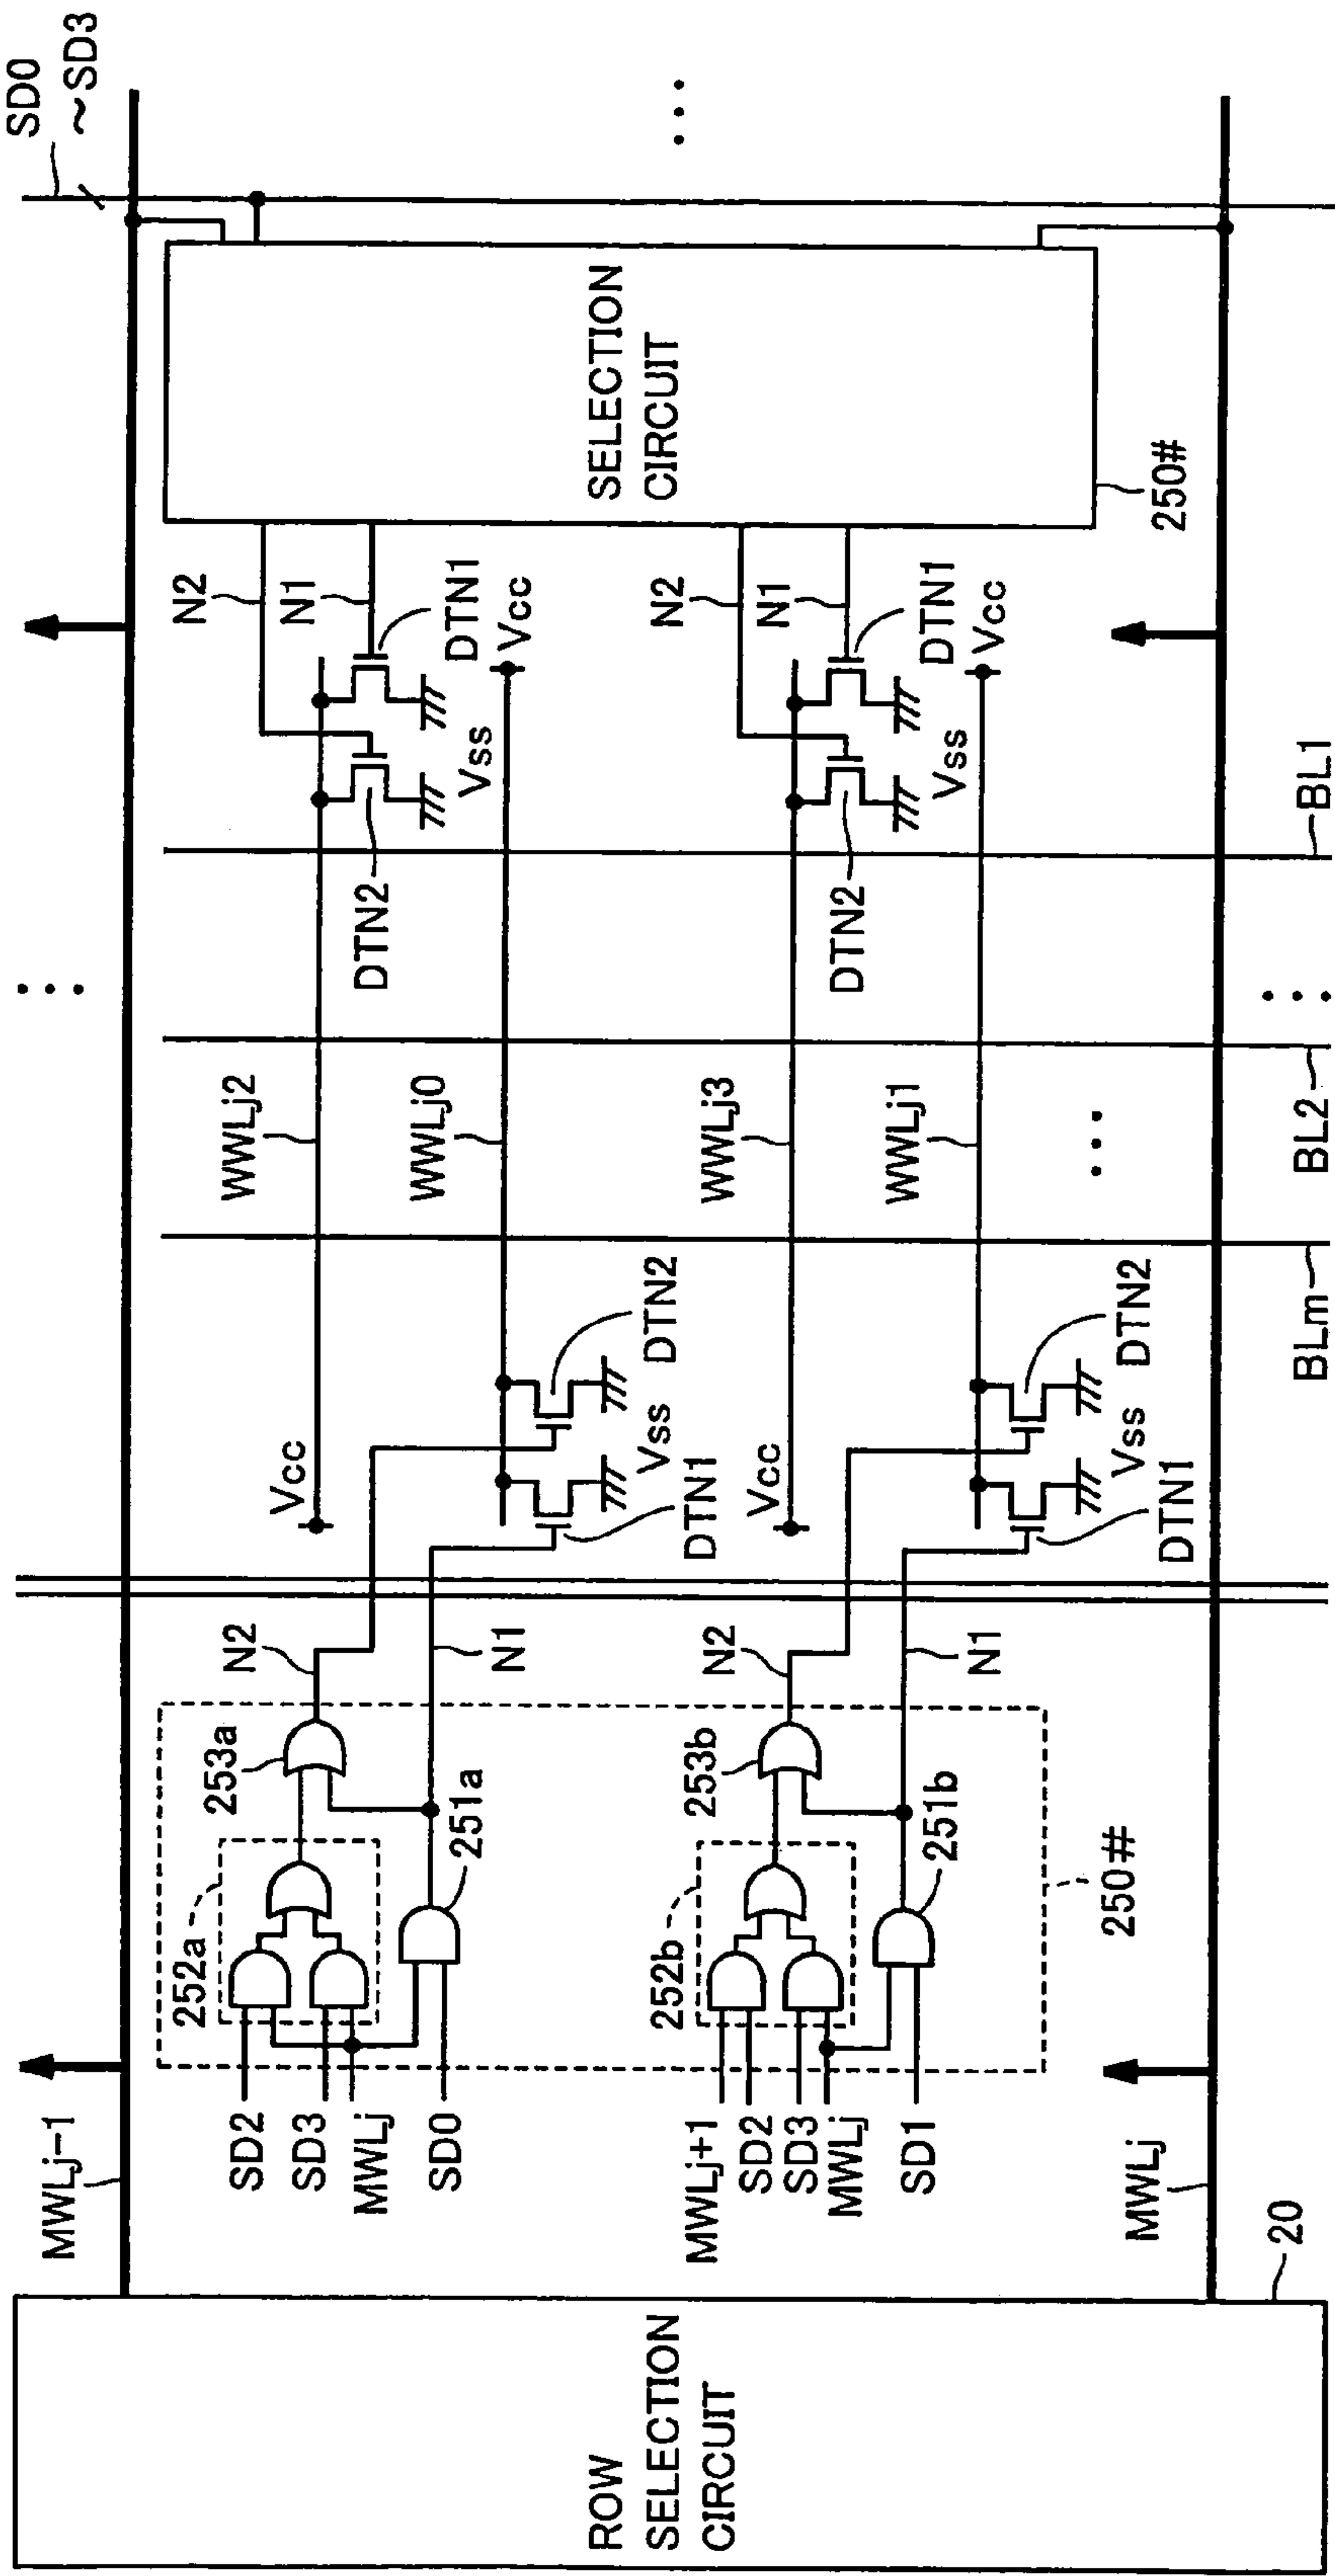 SD0
~SD3
MWLj-1
MWLj
ROW
SELECTION
CIRCUIT
20
SD2
SD3
MWLj
SD0
252a
253a
251a
N2
N1
MWLj+1
SD2
SD3
MWLj
SD1
252b
253b
251b
N2
N1
250#
Vcc
DTN2
Vss
DTN1
Vcc
DTN2
Vss
DTN1
WWLj2
WWLj0
WWLj3
WWLj1
BLm
BL2
BL1
DTN2
N2
N1
DTN1
Vcc
Vss
DTN2
N2
N1
DTN1
Vcc
Vss
SELECTION
CIRCUIT
250#